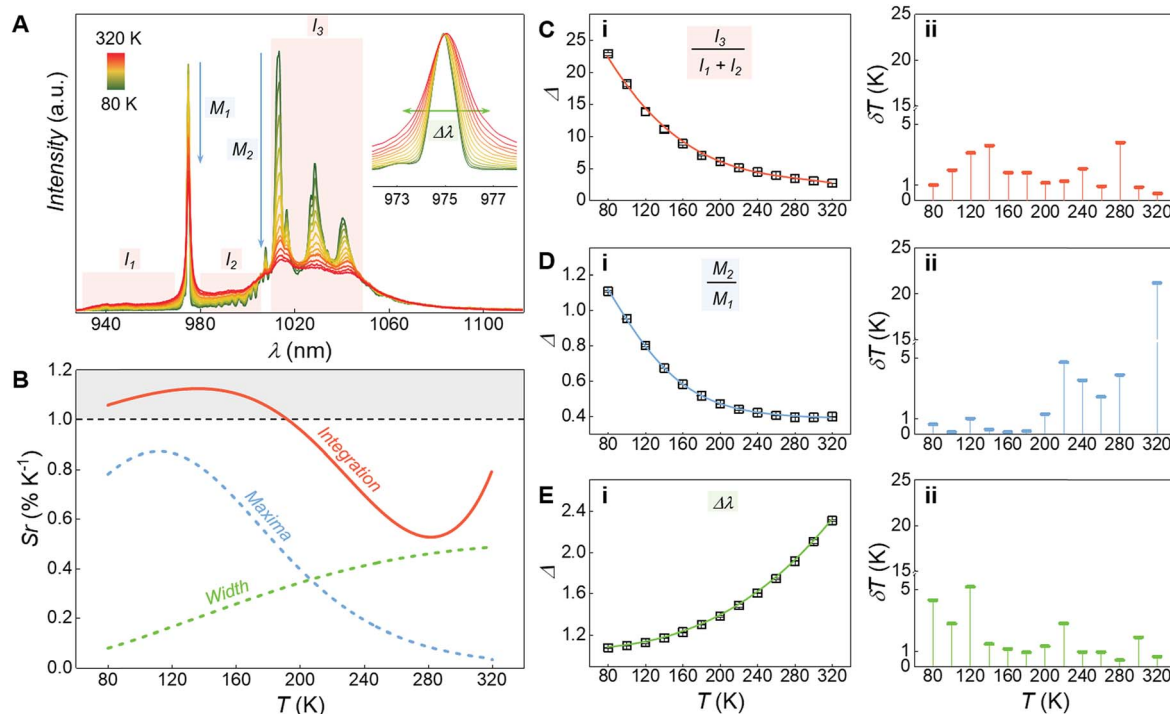 A
320 K
80 K
Intensity (a.u.)
M1
M2
I1
I2
I3
Δλ
973 975 977
940 980 1020 1060 1100
λ (nm)
B
Sr (% K-1)
1.2
1.0
0.8
0.6
0.4
0.2
0.0
Integration
Maxima
Width
80 120 160 200 240 280 320
T (K)
C i
I3
I1 + I2
Δ
25
20
15
10
5
0
80 120 160 200 240 280 320
ii
δT (K)
25
20
15
5
1
0
80 120 160 200 240 280 320
D i
M2
M1
Δ
1.2
1.0
0.8
0.6
0.4
80 120 160 200 240 280 320
ii
δT (K)
25
20
15
5
1
0
80 120 160 200 240 280 320
E i
Δλ
Δ
2.4
2.0
1.6
1.2
80 120 160 200 240 280 320
T (K)
ii
δT (K)
25
20
15
5
1
0
80 120 160 200 240 280 320
T (K)